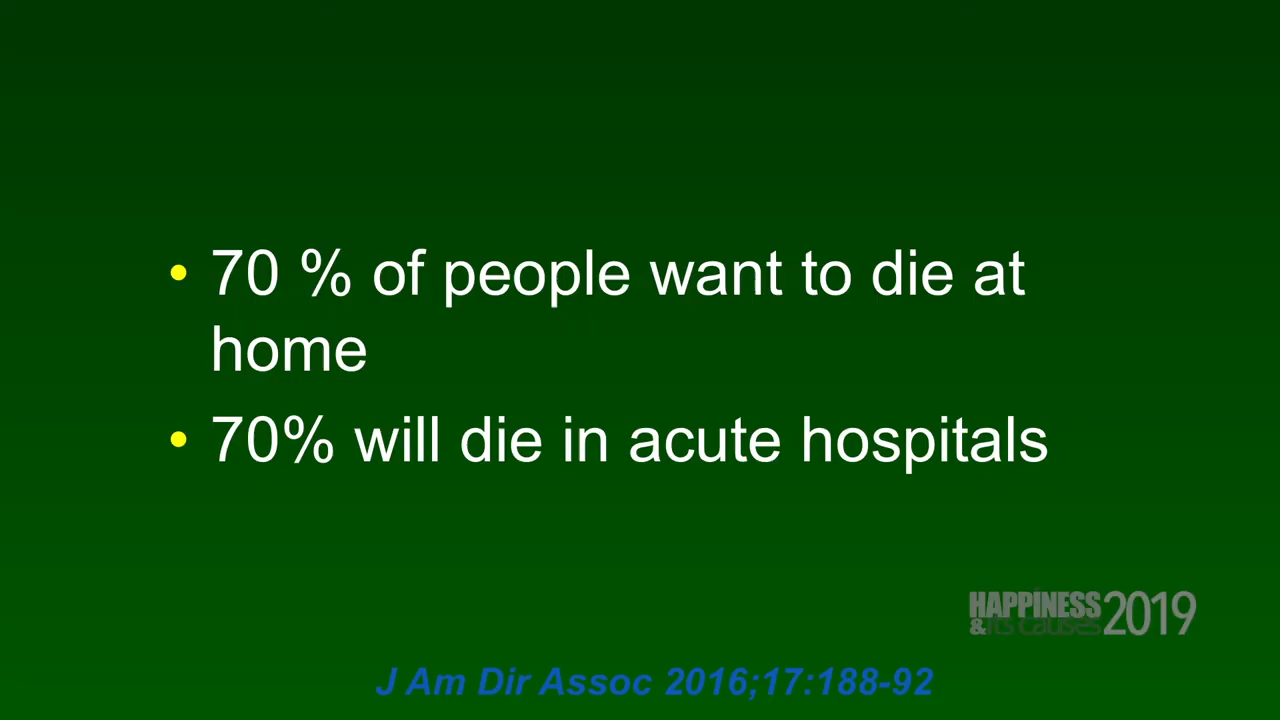 • 70 % of people want to die at
home
• 70% will die in acute hospitals
HAPPINESS
& its causes 2019
J Am Dir Assoc 2016;17:188-92